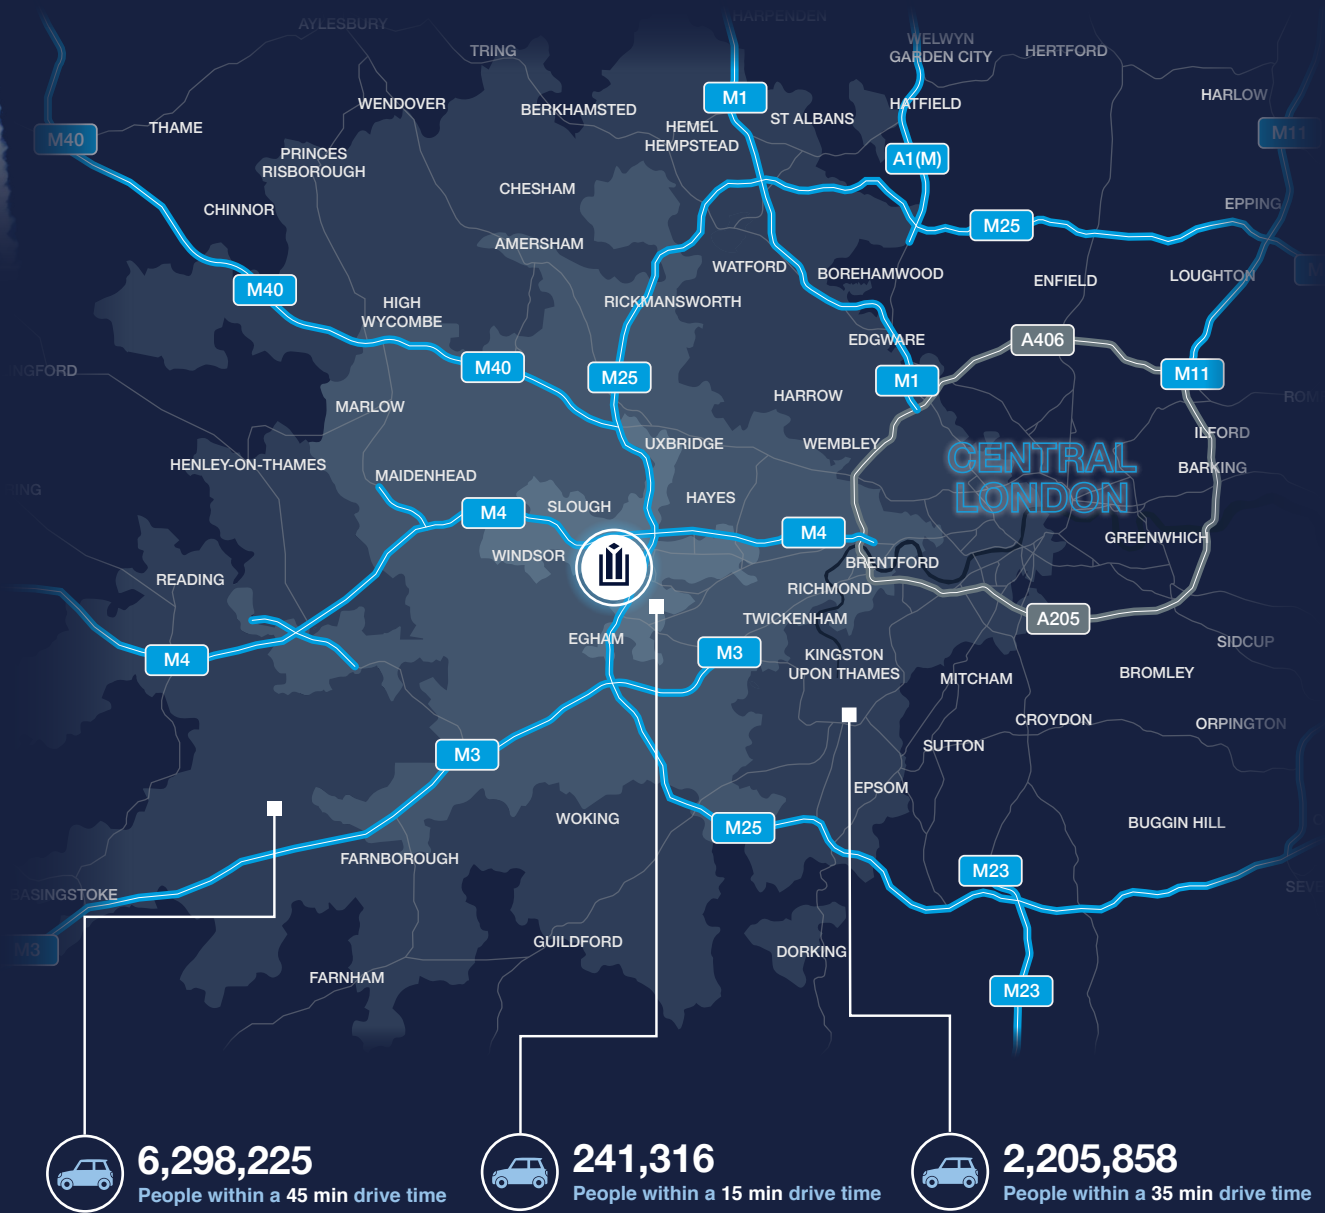 HARPENDEN
AYLESBURY
WELWYN
GARDEN CITY
TRING
HERTFORD
HARLOW
M1
WENDOVER
BERKHAMSTED
HATFIELD
ST ALBANS
THAME
HEMEL
HEMPSTEAD
M40
M11
PRINCES
RISBOROUGH
A1(M)
CHESHAM
CHINNOR
EPPING
M25
AMERSHAM
WATFORD
BOREHAMWOOD
ENFIELD
LOUGHTON
M40
HIGH
WYCOMBE
RICKMANSWORTH
EDGWARE
A406
NGFORD
M40
M25
M1
M11
HARROW
MARLOW
ROM
ILFORD
UXBRIDGE
WEMBLEY
CENTRAL
LONDON
HENLEY-ON-THAMES
BARKING
MAIDENHEAD
ING
HAYES
SLOUGH
M4
M4
GREENWHICH
WINDSOR
BRENTFORD
READING
RICHMOND
TWICKENHAM
A205
EGHAM
SIDCUP
M4
M3
KINGSTON
UPON THAMES
MITCHAM
BROMLEY
CROYDON
ORPINGTON
SUTTON
M3
EPSOM
WOKING
M25
BUGGIN HILL
FARNBOROUGH
M23
BASINGSTOKE
SEV
GUILDFORD
DORKING
M3
FARNHAM
M23
6,298,225
People within a 45 min drive time
241,316
People within a 15 min drive time
2,205,858
People within a 35 min drive time